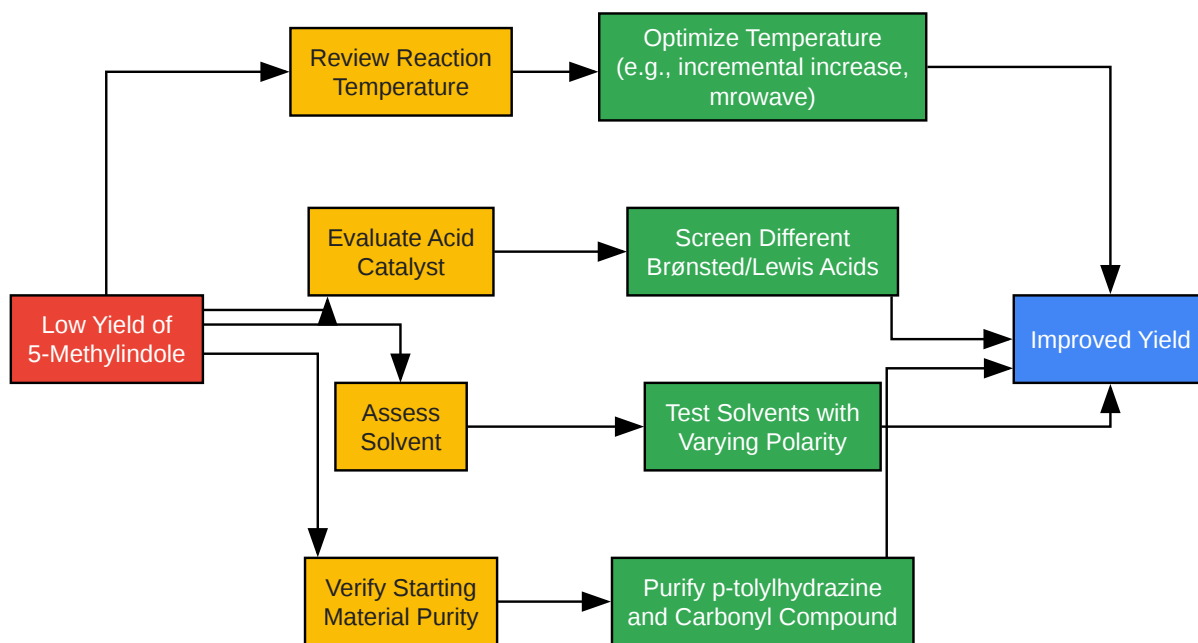 Review Reaction
Temperature
Optimize Temperature
(e.g., incremental increase,
mrowave)
Evaluate Acid
Catalyst
Screen Different
Brønsted/Lewis Acids
Low Yield of
5-Methylindole
Improved Yield
Assess
Solvent
Test Solvents with
Varying Polarity
Verify Starting
Material Purity
Purify p-tolylhydrazine
and Carbonyl Compound